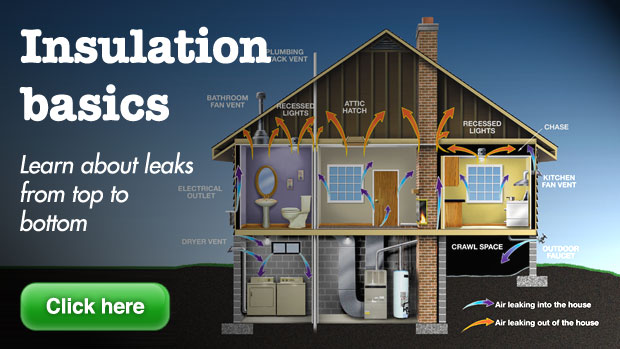 Insulation
basics
Learn about leaks
from top to
bottom
Click here
PLUMBING
STACK VENT
BATHROOM
FAN VENT
RECESSED
LIGHTS
ATTIC
HATCH
RECESSED
LIGHTS
CHASE
ELECTRICAL
OUTLET
KITCHEN
FAN VENT
DRYER VENT
CRAWL SPACE
OUTDOOR
FAUCET
Air leaking into the house
Air leaking out of the house